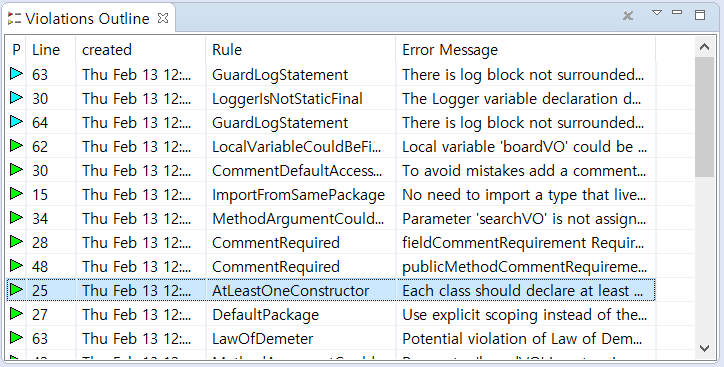 Violations Outline
P Line created Rule Error Message
63 Thu Feb 13 12:... GuardLogStatement There is log block not surrounded...
30 Thu Feb 13 12:... LoggerIsNotStaticFinal The Logger variable declaration d...
64 Thu Feb 13 12:... GuardLogStatement There is log block not surrounded...
62 Thu Feb 13 12:... LocalVariableCouldBeFi... Local variable 'boardVO' could be ...
30 Thu Feb 13 12:... CommentDefaultAccess... To avoid mistakes add a comment...
15 Thu Feb 13 12:... ImportFromSamePackage No need to import a type that live...
34 Thu Feb 13 12:... MethodArgumentCould... Parameter 'searchVO' is not assign...
28 Thu Feb 13 12:... CommentRequired fieldCommentRequirement Requir...
48 Thu Feb 13 12:... CommentRequired publicMethodCommentRequireme...
25 Thu Feb 13 12:... AtLeastOneConstructor Each class should declare at least ...
27 Thu Feb 13 12:... DefaultPackage Use explicit scoping instead of the...
63 Thu Feb 13 12:... LawOfDemeter Potential violation of Law of Dem...